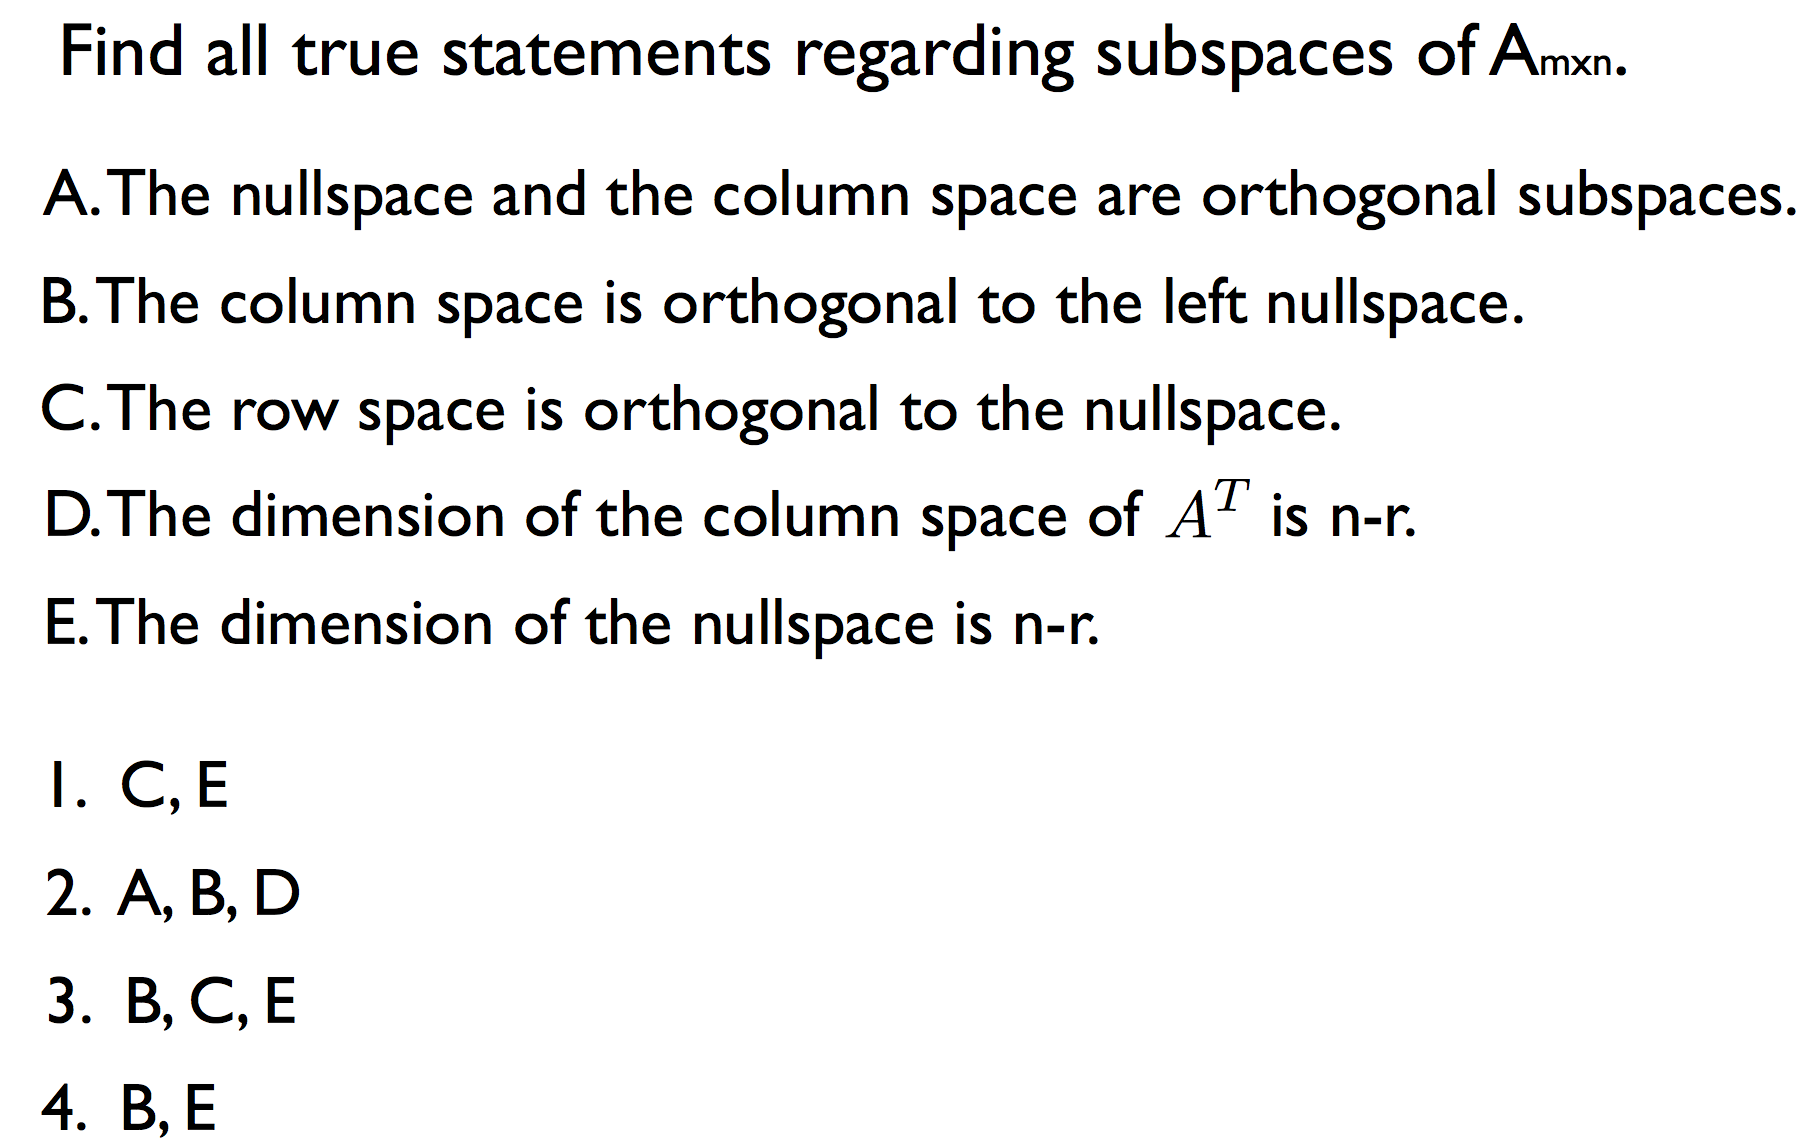 Find all true statements regarding subspaces of Amxn.
A. The nullspace and the column space are orthogonal subspaces.
B. The column space is orthogonal to the left nullspace.
C. The row space is orthogonal to the nullspace.
D. The dimension of the column space of A^T is n-r.
E. The dimension of the nullspace is n-r.
1. C, E
2. A, B, D
3. B, C, E
4. B, E